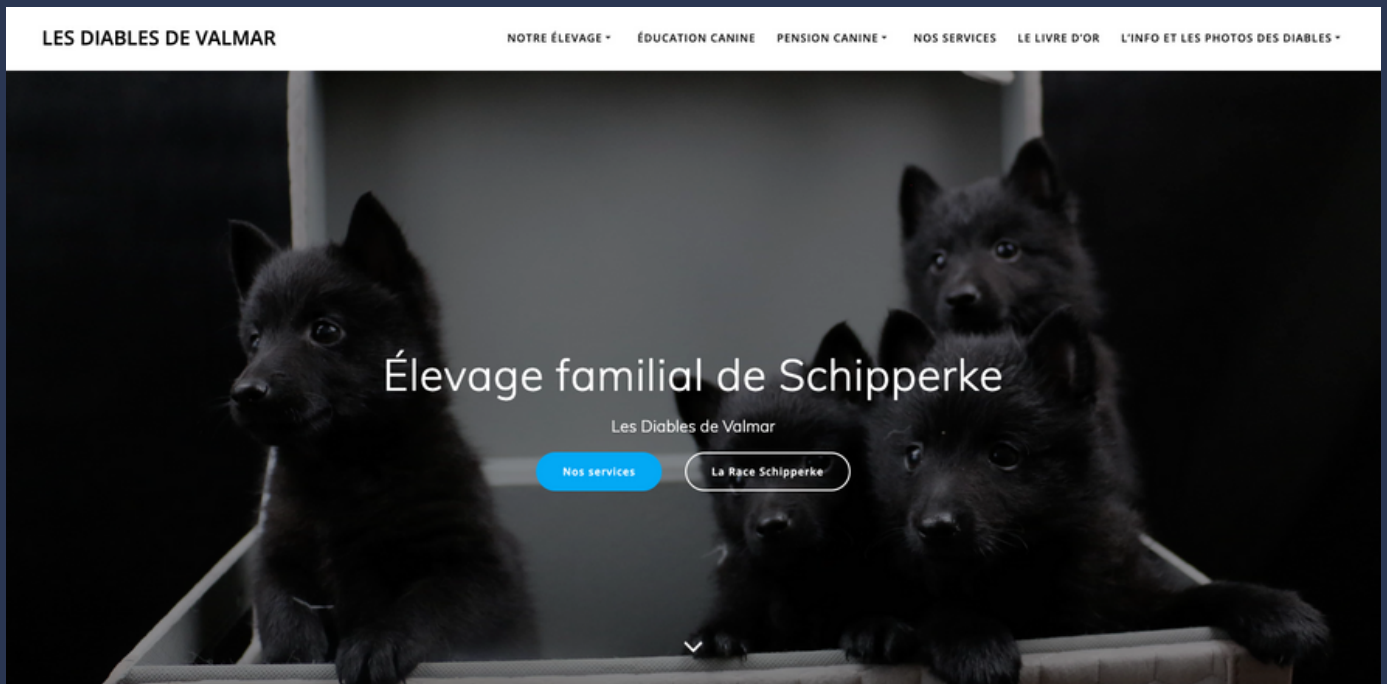 LES DIABLES DE VALMAR
NOTRE ÉLEVAGE ÉDUCATION CANINE PENSION CANINE NOS SERVICES LE LIVRE D'OR L'INFO ET LES PHOTOS DES DIABLES
Élevage familial de Schipperke
Les Diables de Valmar
Nos services La Race Schipperke